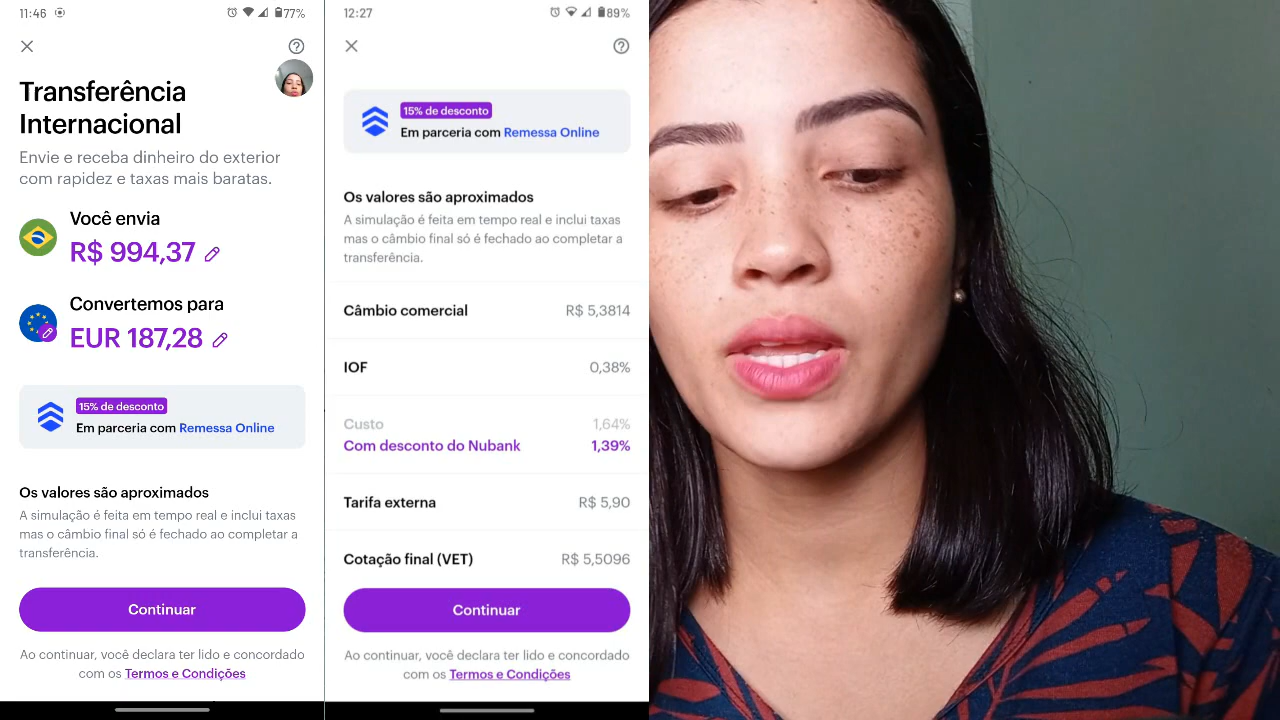 11:46
77%
Transferência
Internacional
Envie e receba dinheiro do exterior
com rapidez e taxas mais baratas.
Você envia
R$ 994,37
Convertemos para
EUR 187,28
15% de desconto
Em parceria com Remessa Online
Os valores são aproximados
A simulação é feita em tempo real e inclui taxas
mas o câmbio final só é fechado ao completar a
transferência.
Continuar
Ao continuar, você declara ter lido e concordado
com os Termos e Condições
12:27
89%
15% de desconto
Em parceria com Remessa Online
Os valores são aproximados
A simulação é feita em tempo real e inclui taxas
mas o câmbio final só é fechado ao completar a
transferência.
Câmbio comercial R$ 5,3814
IOF 0,38%
Custo 1,64%
Com desconto do Nubank 1,39%
Tarifa externa R$ 5,90
Cotação final (VET) R$ 5,5096
Continuar
Ao continuar, você declara ter lido e concordado
com os Termos e Condições